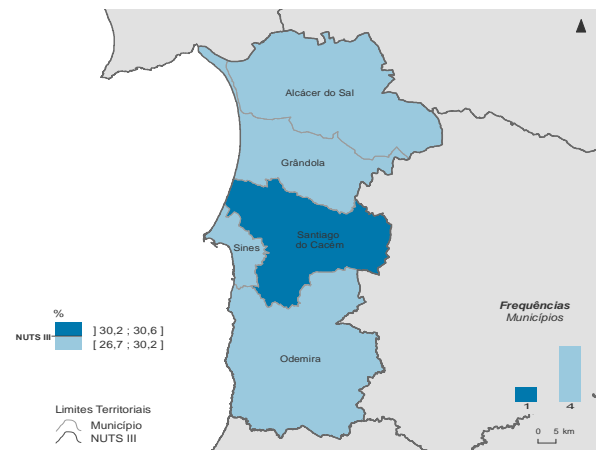 Alcácer do Sal
Grândola
Santiago
do Cacém
Sines
Odemira
%
NUTS III
] 30,2 ; 30,6 ]
[ 26,7 ; 30,2 ]
Limites Territoriais
Município
NUTS III
Frequências
Municípios
1 4
0 5 km